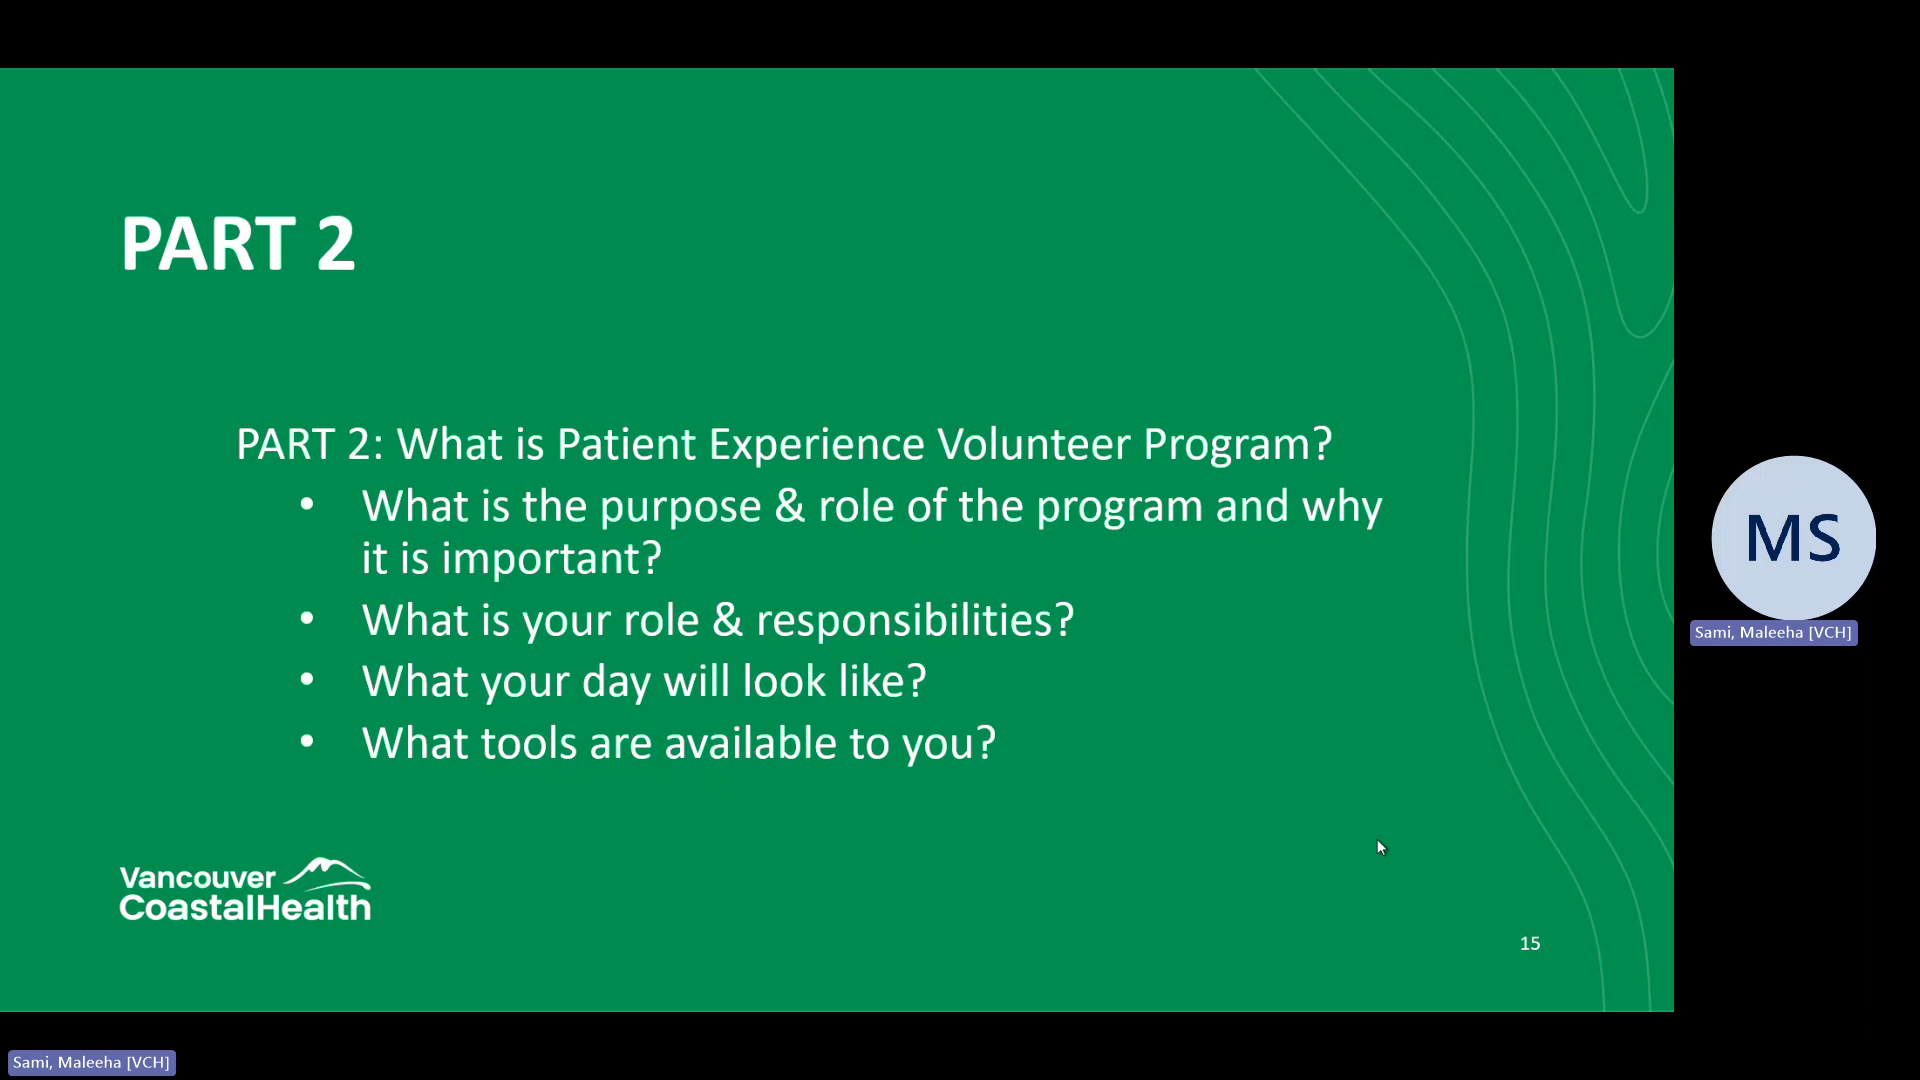 PART 2
PART 2: What is Patient Experience Volunteer Program?
• What is the purpose & role of the program and why
it is important?
• What is your role & responsibilities?
• What your day will look like?
• What tools are available to you?
MS
Sami, Maleeha [VCH]
Vancouver
CoastalHealth
15
Sami, Maleeha [VCH]